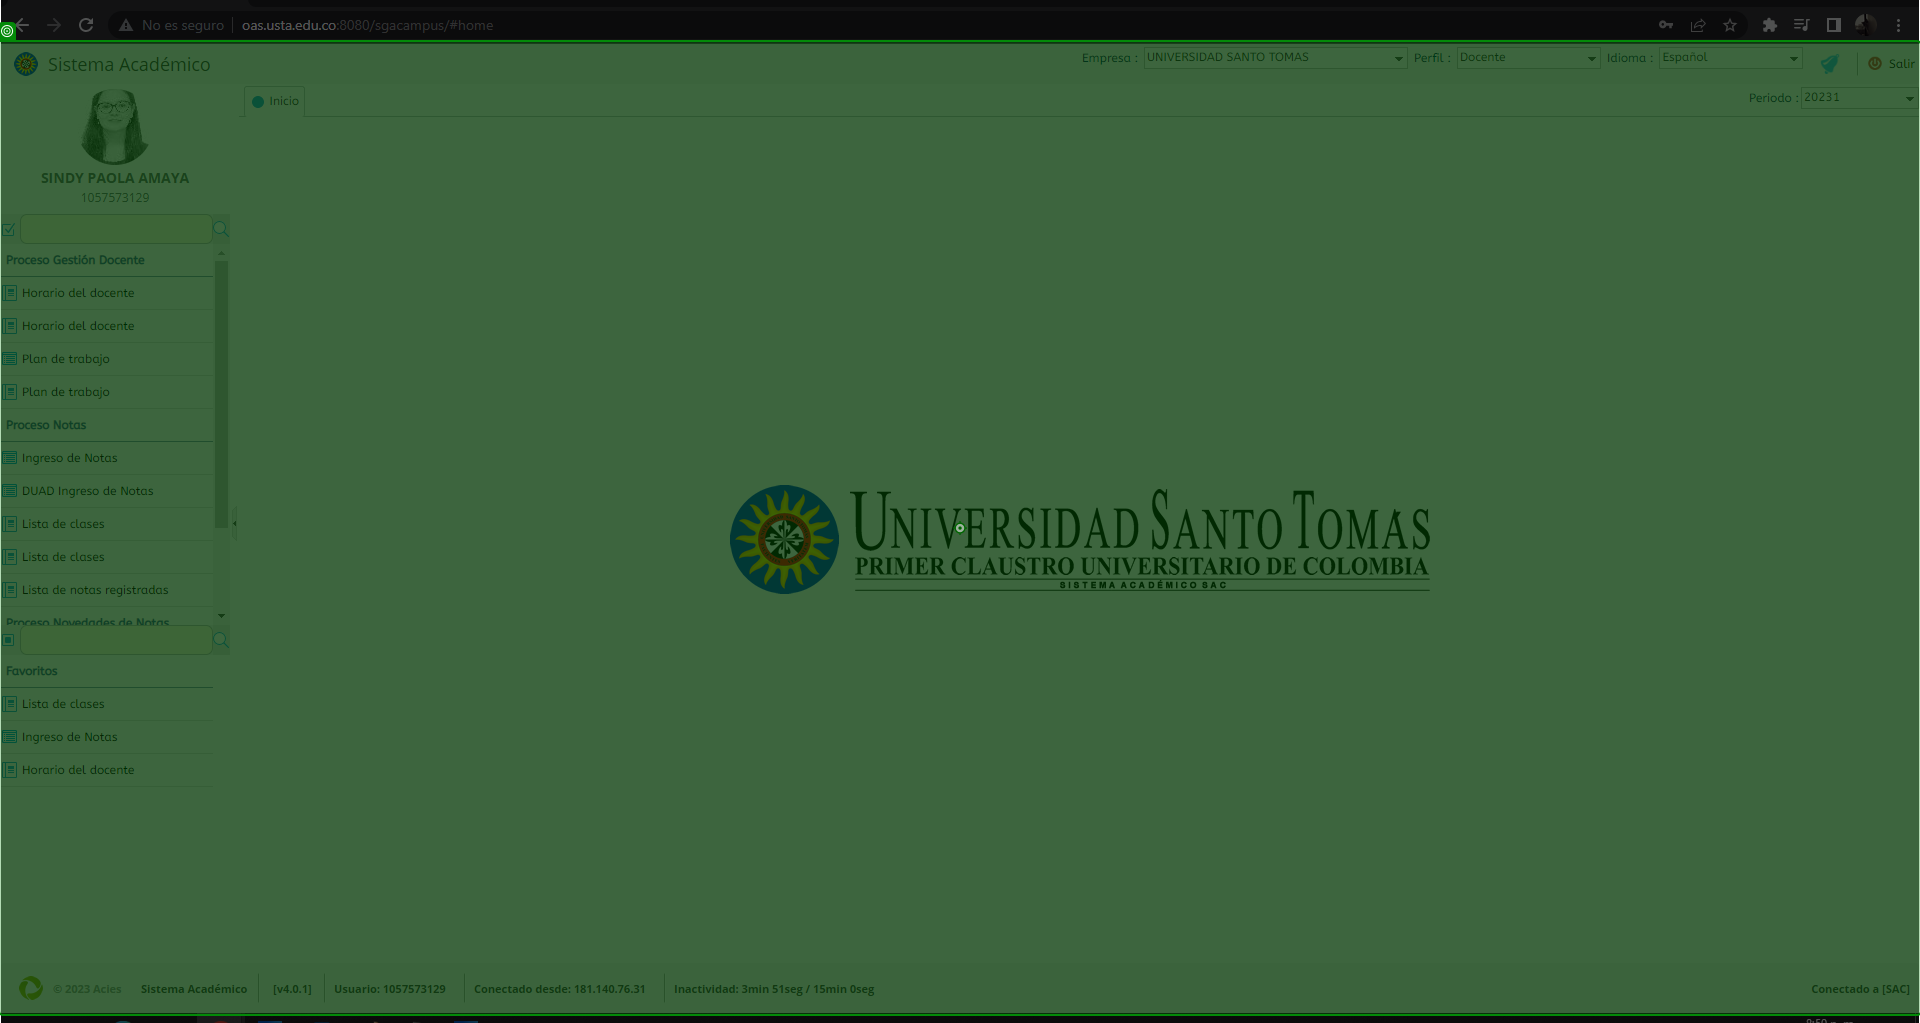 No es seguro
oas.usta.edu.co:8080/sgacampus/#home
Sistema Académico
Empresa : UNIVERSIDAD SANTO TOMAS Perfil : Docente Idioma : Español Salir
Inicio
Periodo : 20231
SINDY PAOLA AMAYA
1057573129
Proceso Gestión Docente
Horario del docente
Horario del docente
Plan de trabajo
Plan de trabajo
Proceso Notas
Ingreso de Notas
DUAD Ingreso de Notas
Lista de clases
Lista de clases
Lista de notas registradas
Proceso Novedades de Notas
Favoritos
Lista de clases
Ingreso de Notas
Horario del docente
UNIVERSIDAD SANTO TOMÁS
PRIMER CLAUSTRO UNIVERSITARIO DE COLOMBIA
SISTEMA ACADÉMICO SAC
© 2023 Acies Sistema Académico [v4.0.1] Usuario: 1057573129 Conectado desde: 181.140.76.31 Inactividad: 3min 51seg / 15min 0seg Conectado a [SAC]